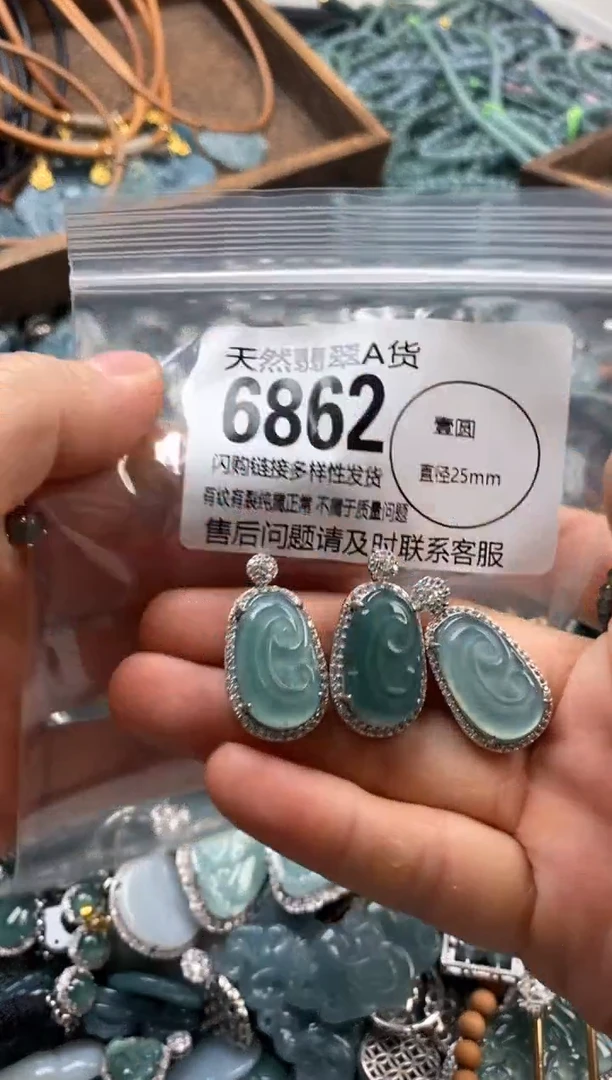 天然翡翠A货
6862
闪购链接多样性发货
有纹有裂纯属正常 不属于质量问题
售后问题请及时联系客服
壹圆
直径25mm